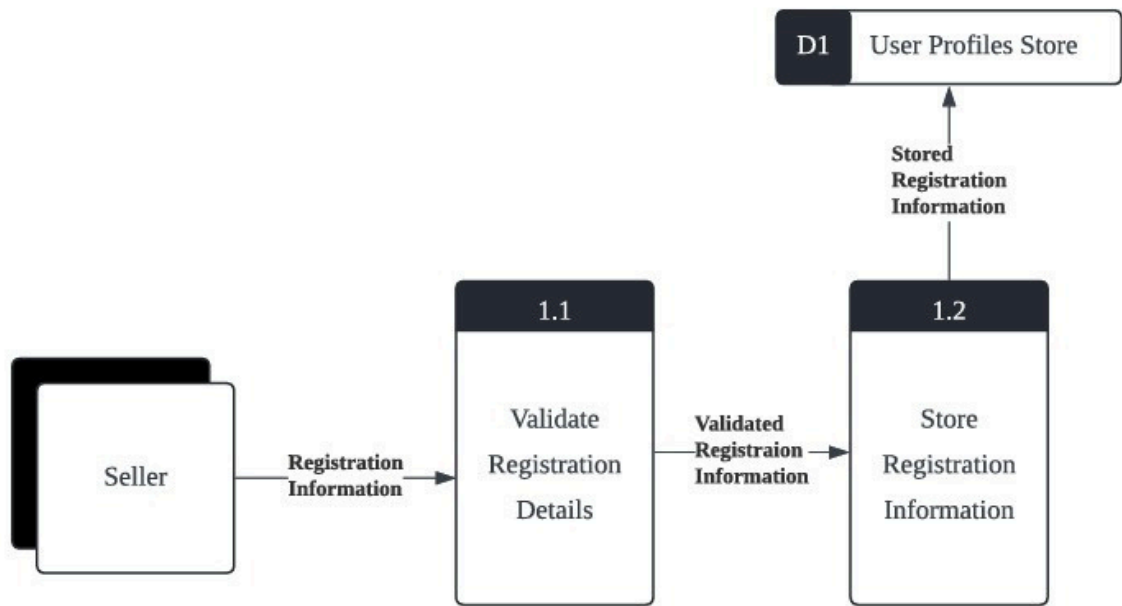 D1
User Profiles Store
Stored
Registration
Information
1.1
1.2
Seller
Registration
Information
Validate
Registration
Details
Validated
Registraion
Information
Store
Registration
Information